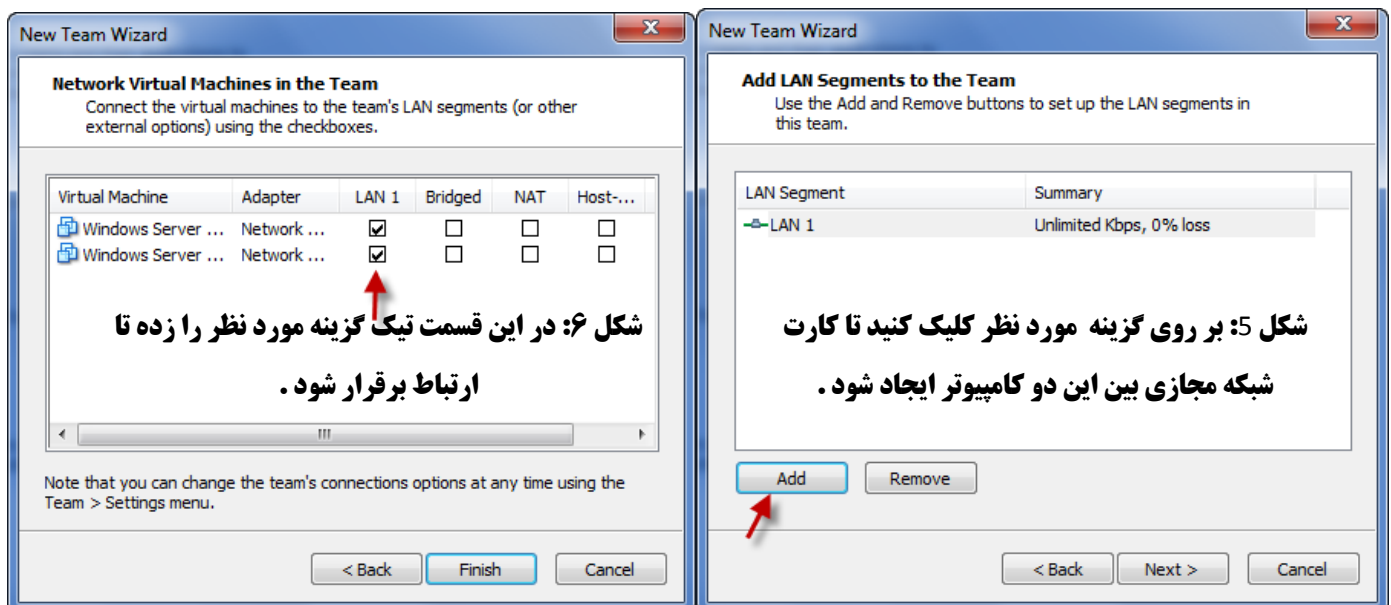 New Team Wizard
Network Virtual Machines in the Team
Connect the virtual machines to the team's LAN segments (or other
external options) using the checkboxes.
Virtual Machine Adapter LAN 1 Bridged NAT Host-...
Windows Server ... Network ...
Windows Server ... Network ...
شکل ۶: در این قسمت تیک گزینه مورد نظر را زده تا
ارتباط برقرار شود .
Note that you can change the team's connections options at any time using the
Team > Settings menu.
< Back Finish Cancel
New Team Wizard
Add LAN Segments to the Team
Use the Add and Remove buttons to set up the LAN segments in
this team.
LAN Segment Summary
LAN 1 Unlimited Kbps, 0% loss
شکل 5: بر روی گزینه مورد نظر کلیک کنید تا کارت
شبکه مجازی بین این دو کامپیوتر ایجاد شود .
Add Remove
< Back Next > Cancel